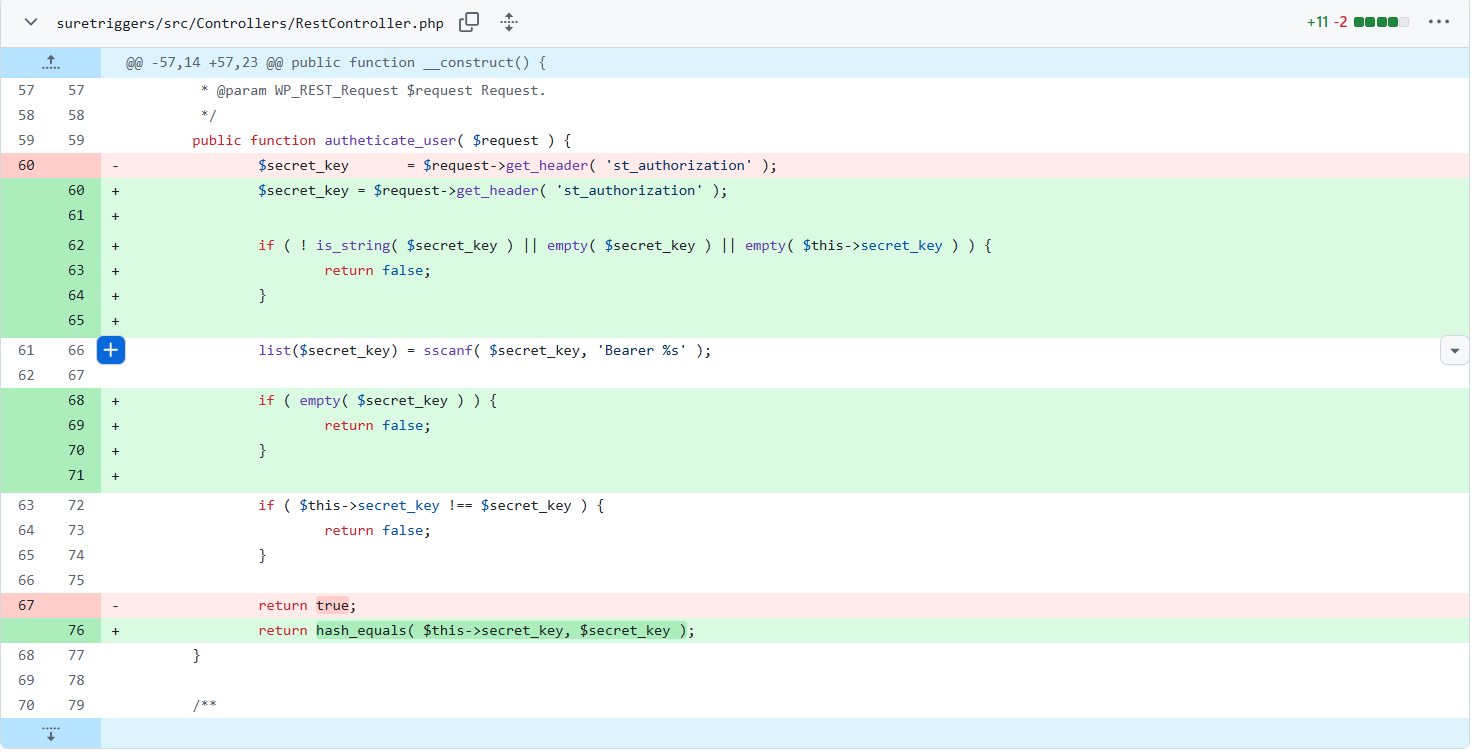 suretriggers/src/Controllers/RestController.php
+11 -2
@@ -57,14 +57,23 @@ public function __construct() {
57 57 * @param WP_REST_Request $request Request.
58 58 */
59 59 public function autheticate_user( $request ) {
60 - $secret_key      = $request->get_header( 'st_authorization' );
60 + $secret_key = $request->get_header( 'st_authorization' );
61 +
62 + if ( ! is_string( $secret_key ) || empty( $secret_key ) || empty( $this->secret_key ) ) {
63 + return false;
64 + }
65 +
61 66 list($secret_key) = sscanf( $secret_key, 'Bearer %s' );
62 67
68 + if ( empty( $secret_key ) ) {
69 + return false;
70 + }
71 +
63 72 if ( $this->secret_key !== $secret_key ) {
64 73 return false;
65 74 }
66 75
67 - return true;
76 + return hash_equals( $this->secret_key, $secret_key );
68 77 }
69 78
70 79 /**